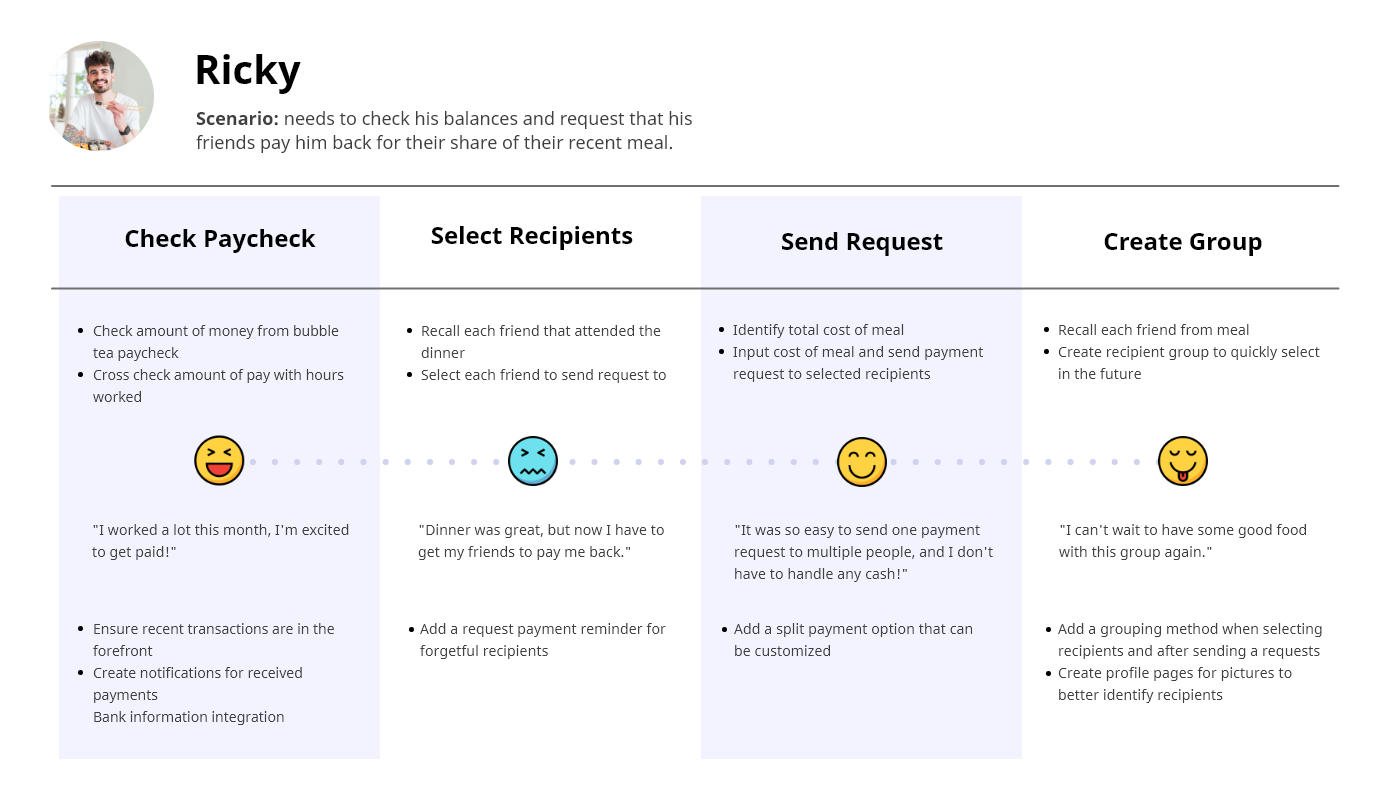 Ricky
Scenario: needs to check his balances and request that his
friends pay him back for their share of their recent meal.
Check Paycheck
Select Recipients
Send Request
Create Group
• Check amount of money from bubble
tea paycheck
• Cross check amount of pay with hours
worked
• Recall each friend that attended the
dinner
• Select each friend to send request to
• Identify total cost of meal
• Input cost of meal and send payment
request to selected recipients
• Recall each friend from meal
• Create recipient group to quickly select
in the future
"I worked a lot this month, I'm excited
to get paid!"
"Dinner was great, but now I have to
get my friends to pay me back."
"It was so easy to send one payment
request to multiple people, and I don't
have to handle any cash!"
"I can't wait to have some good food
with this group again."
• Ensure recent transactions are in the
forefront
• Create notifications for received
payments
Bank information integration
• Add a request payment reminder for
forgetful recipients
• Add a split payment option that can
be customized
• Add a grouping method when selecting
recipients and after sending a requests
• Create profile pages for pictures to
better identify recipients